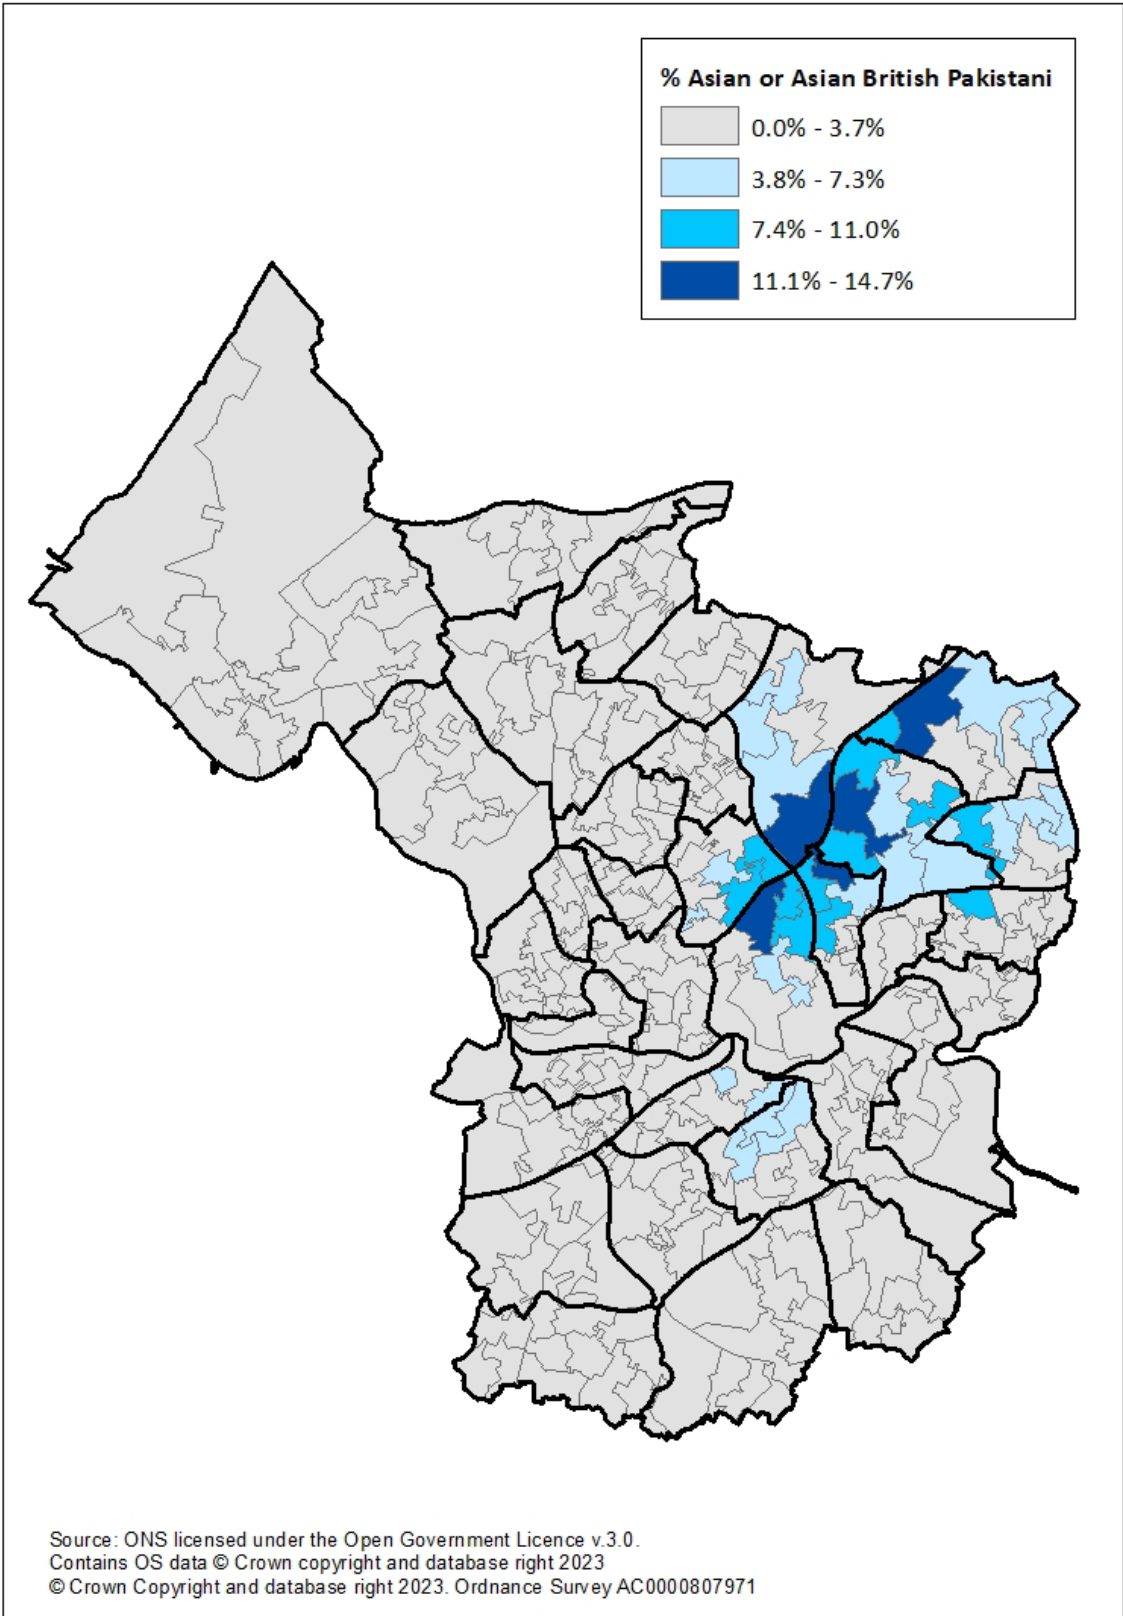 % Asian or Asian British Pakistani
0.0% - 3.7%
3.8% - 7.3%
7.4% - 11.0%
11.1% - 14.7%
Source: ONS licensed under the Open Government Licence v.3.0.
Contains OS data © Crown copyright and database right 2023
© Crown Copyright and database right 2023. Ordnance Survey AC0000807971